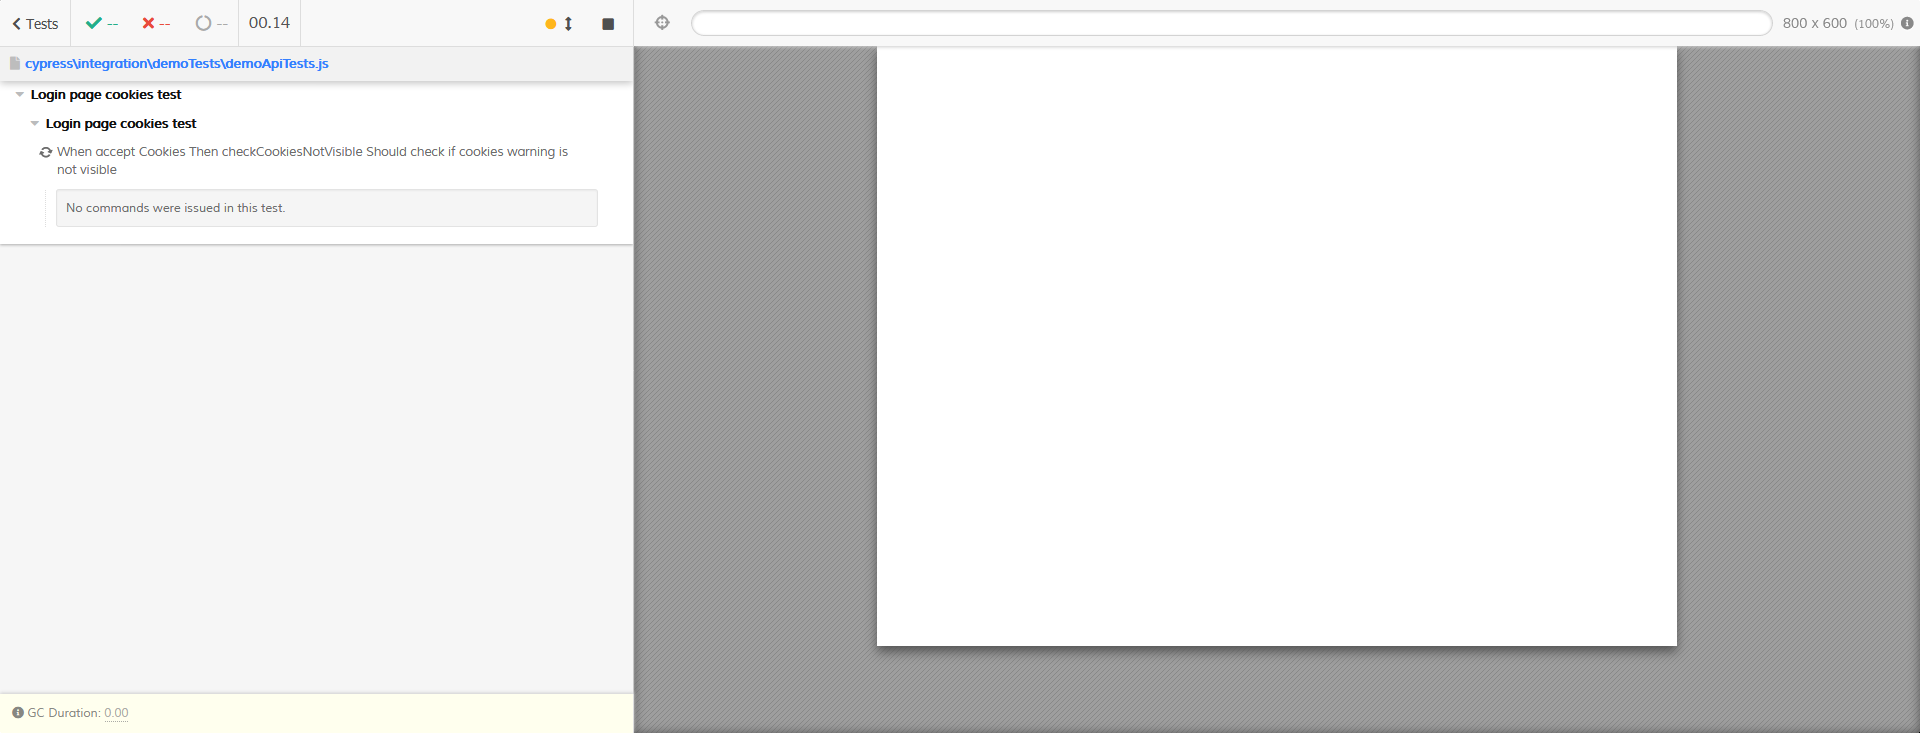 Tests -- -- -- 00.14
800 x 600 (100%)
cypress\integration\demoTests\demoApiTests.js
Login page cookies test
Login page cookies test
When accept Cookies Then checkCookiesNotVisible Should check if cookies warning is
not visible
No commands were issued in this test.
GC Duration: 0.00